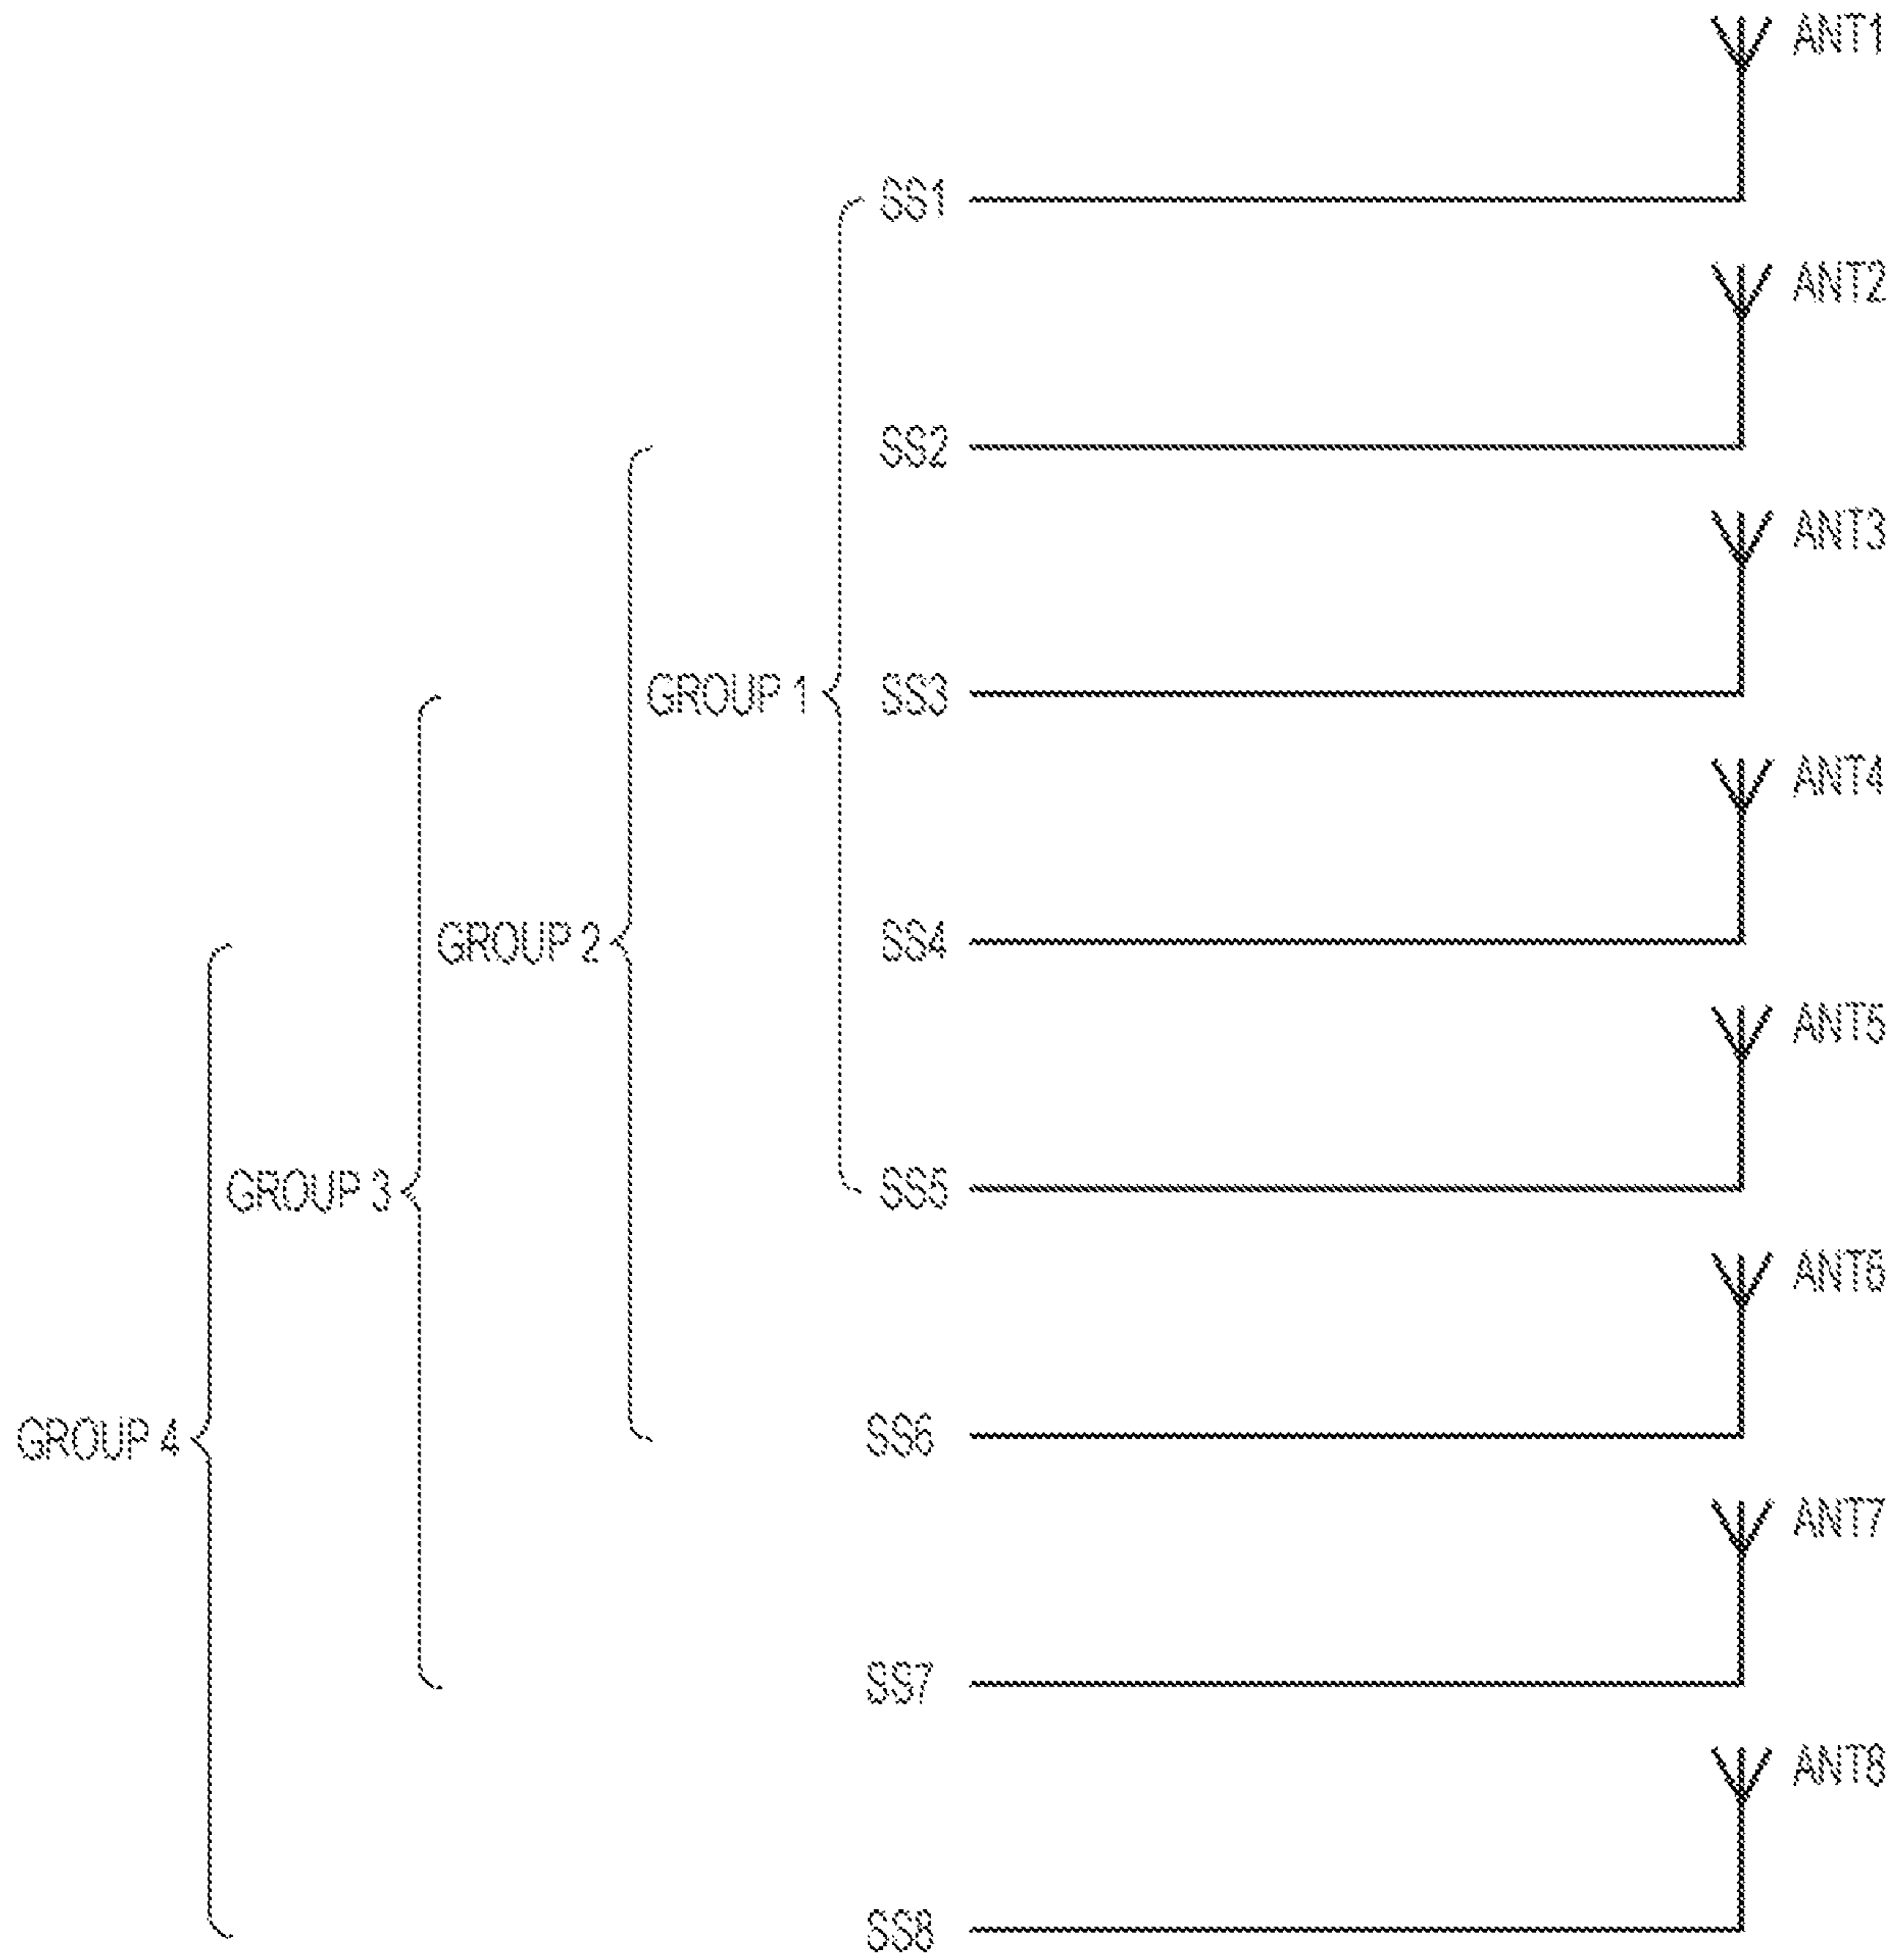 ANT1
SS1
ANT2
SS2
ANT3
GROUP 1
SS3
ANT4
GROUP 2
SS4
ANT5
GROUP 3
SS5
ANT6
GROUP 4
SS6
ANT7
SS7
ANT8
SS8